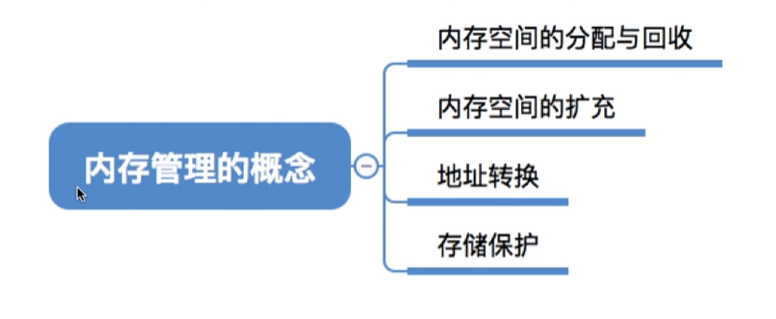 内存管理的概念
内存空间的分配与回收
内存空间的扩充
地址转换
存储保护